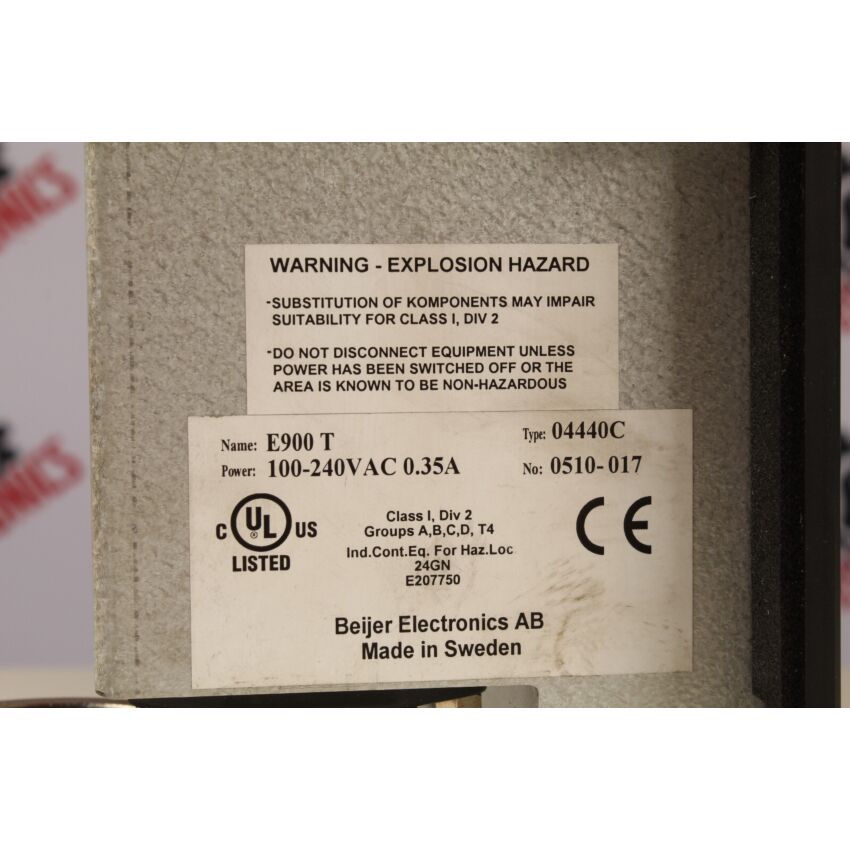 WARNING - EXPLOSION HAZARD
-SUBSTITUTION OF KOMPONENTS MAY IMPAIR
SUITABILITY FOR CLASS I, DIV 2
-DO NOT DISCONNECT EQUIPMENT UNLESS
POWER HAS BEEN SWITCHED OFF OR THE
AREA IS KNOWN TO BE NON-HAZARDOUS
Name: E900 T Type: 04440C
Power: 100-240VAC 0.35A No: 0510-017
C UL ® US
LISTED
Class I, Div 2
Groups A,B,C,D, T4
Ind.Cont.Eq. For Haz.Loc
24GN
E207750
CE
Beijer Electronics AB
Made in Sweden